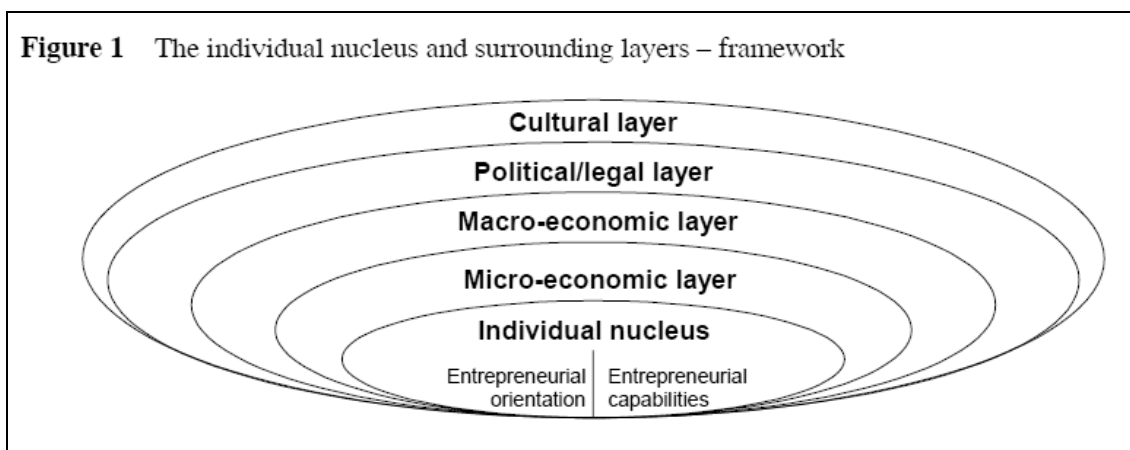 Figure 1 The individual nucleus and surrounding layers – framework
Cultural layer
Political/legal layer
Macro-economic layer
Micro-economic layer
Individual nucleus
Entrepreneurial orientation
Entrepreneurial capabilities